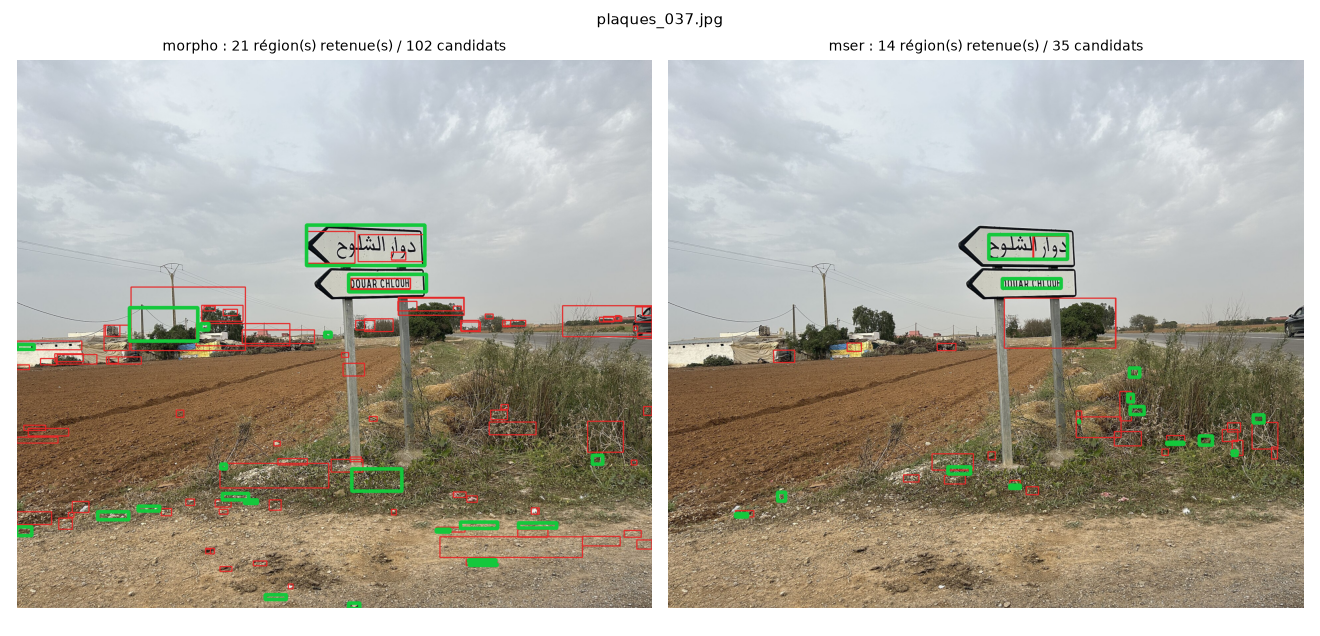 plaques_037.jpg
morpho : 21 région(s) retenue(s) / 102 candidats
mser : 14 région(s) retenue(s) / 35 candidats
دوار الشلوح
DOUAR CHLOUH
دوار الشلوح
DOUAR CHLOUH